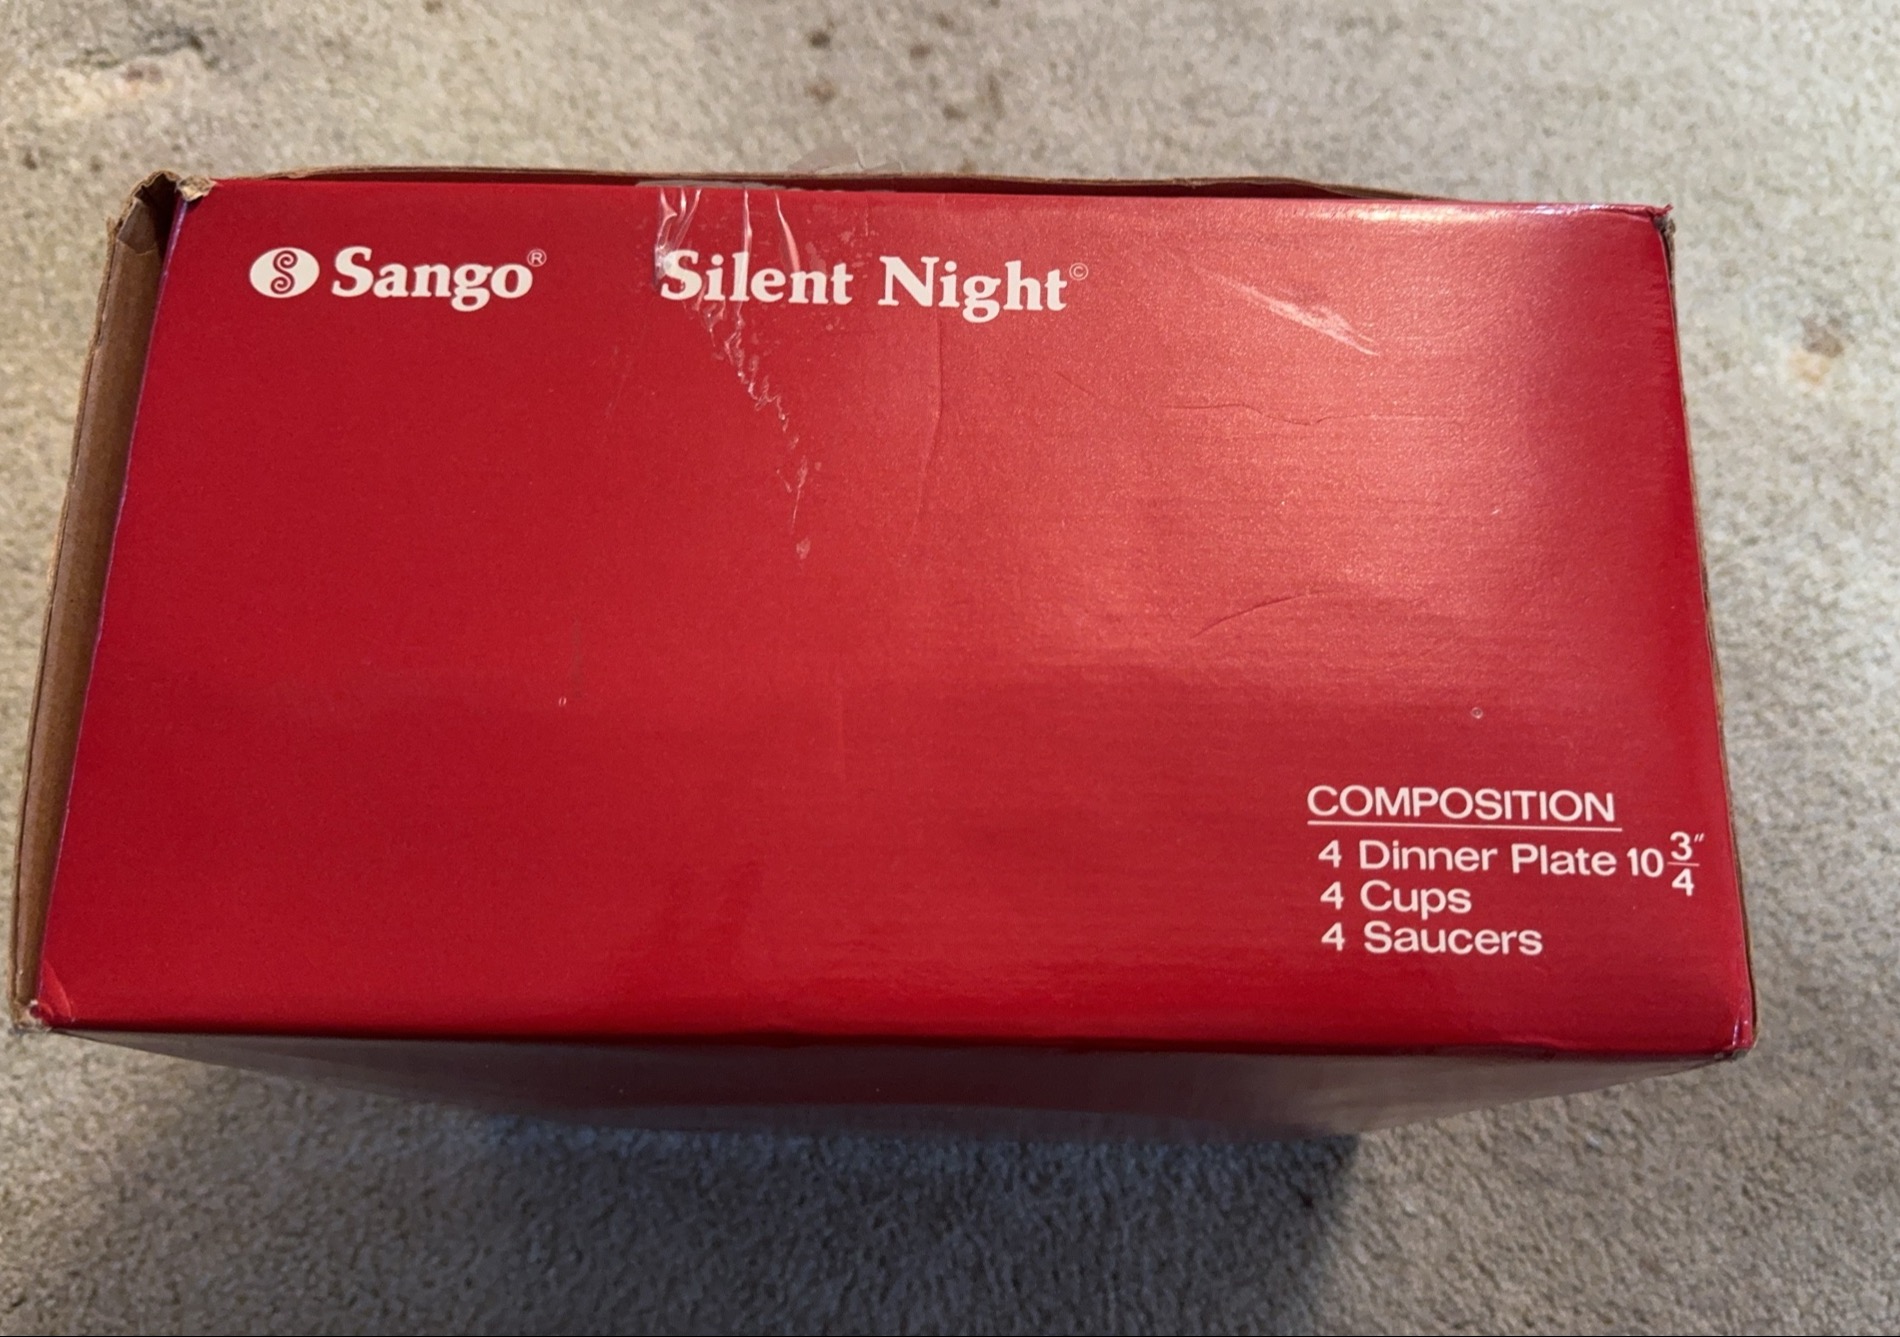 Sango® Silent Night©
COMPOSITION
4 Dinner Plate 10 3/4"
4 Cups
4 Saucers